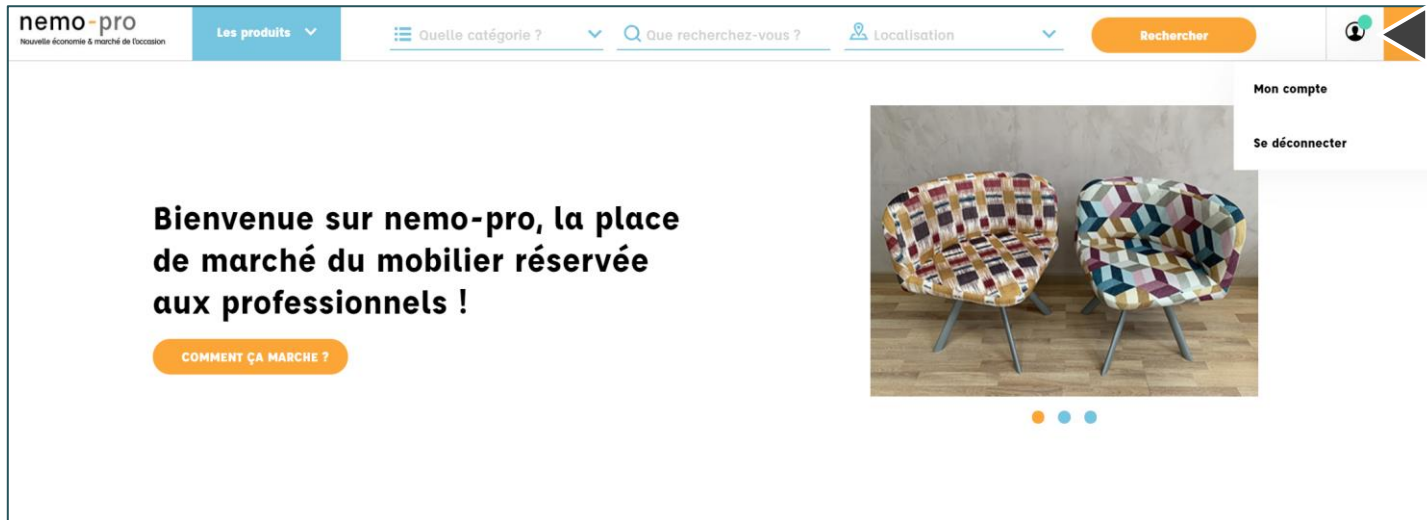 nemo-pro
Nouvelle économie & marché de l'occasion
Les produits
Quelle catégorie ?
Que recherchez-vous ?
Localisation
Rechercher
Mon compte
Se déconnecter
Bienvenue sur nemo-pro, la place
de marché du mobilier réservée
aux professionnels !
COMMENT ÇA MARCHE ?